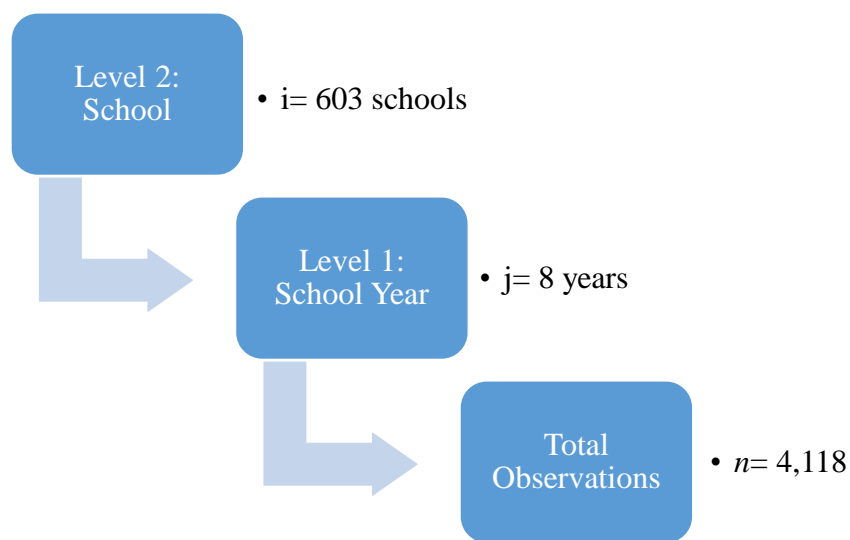 Level 2:
School
• i= 603 schools
Level 1:
School Year
• j= 8 years
Total
Observations
• n= 4,118